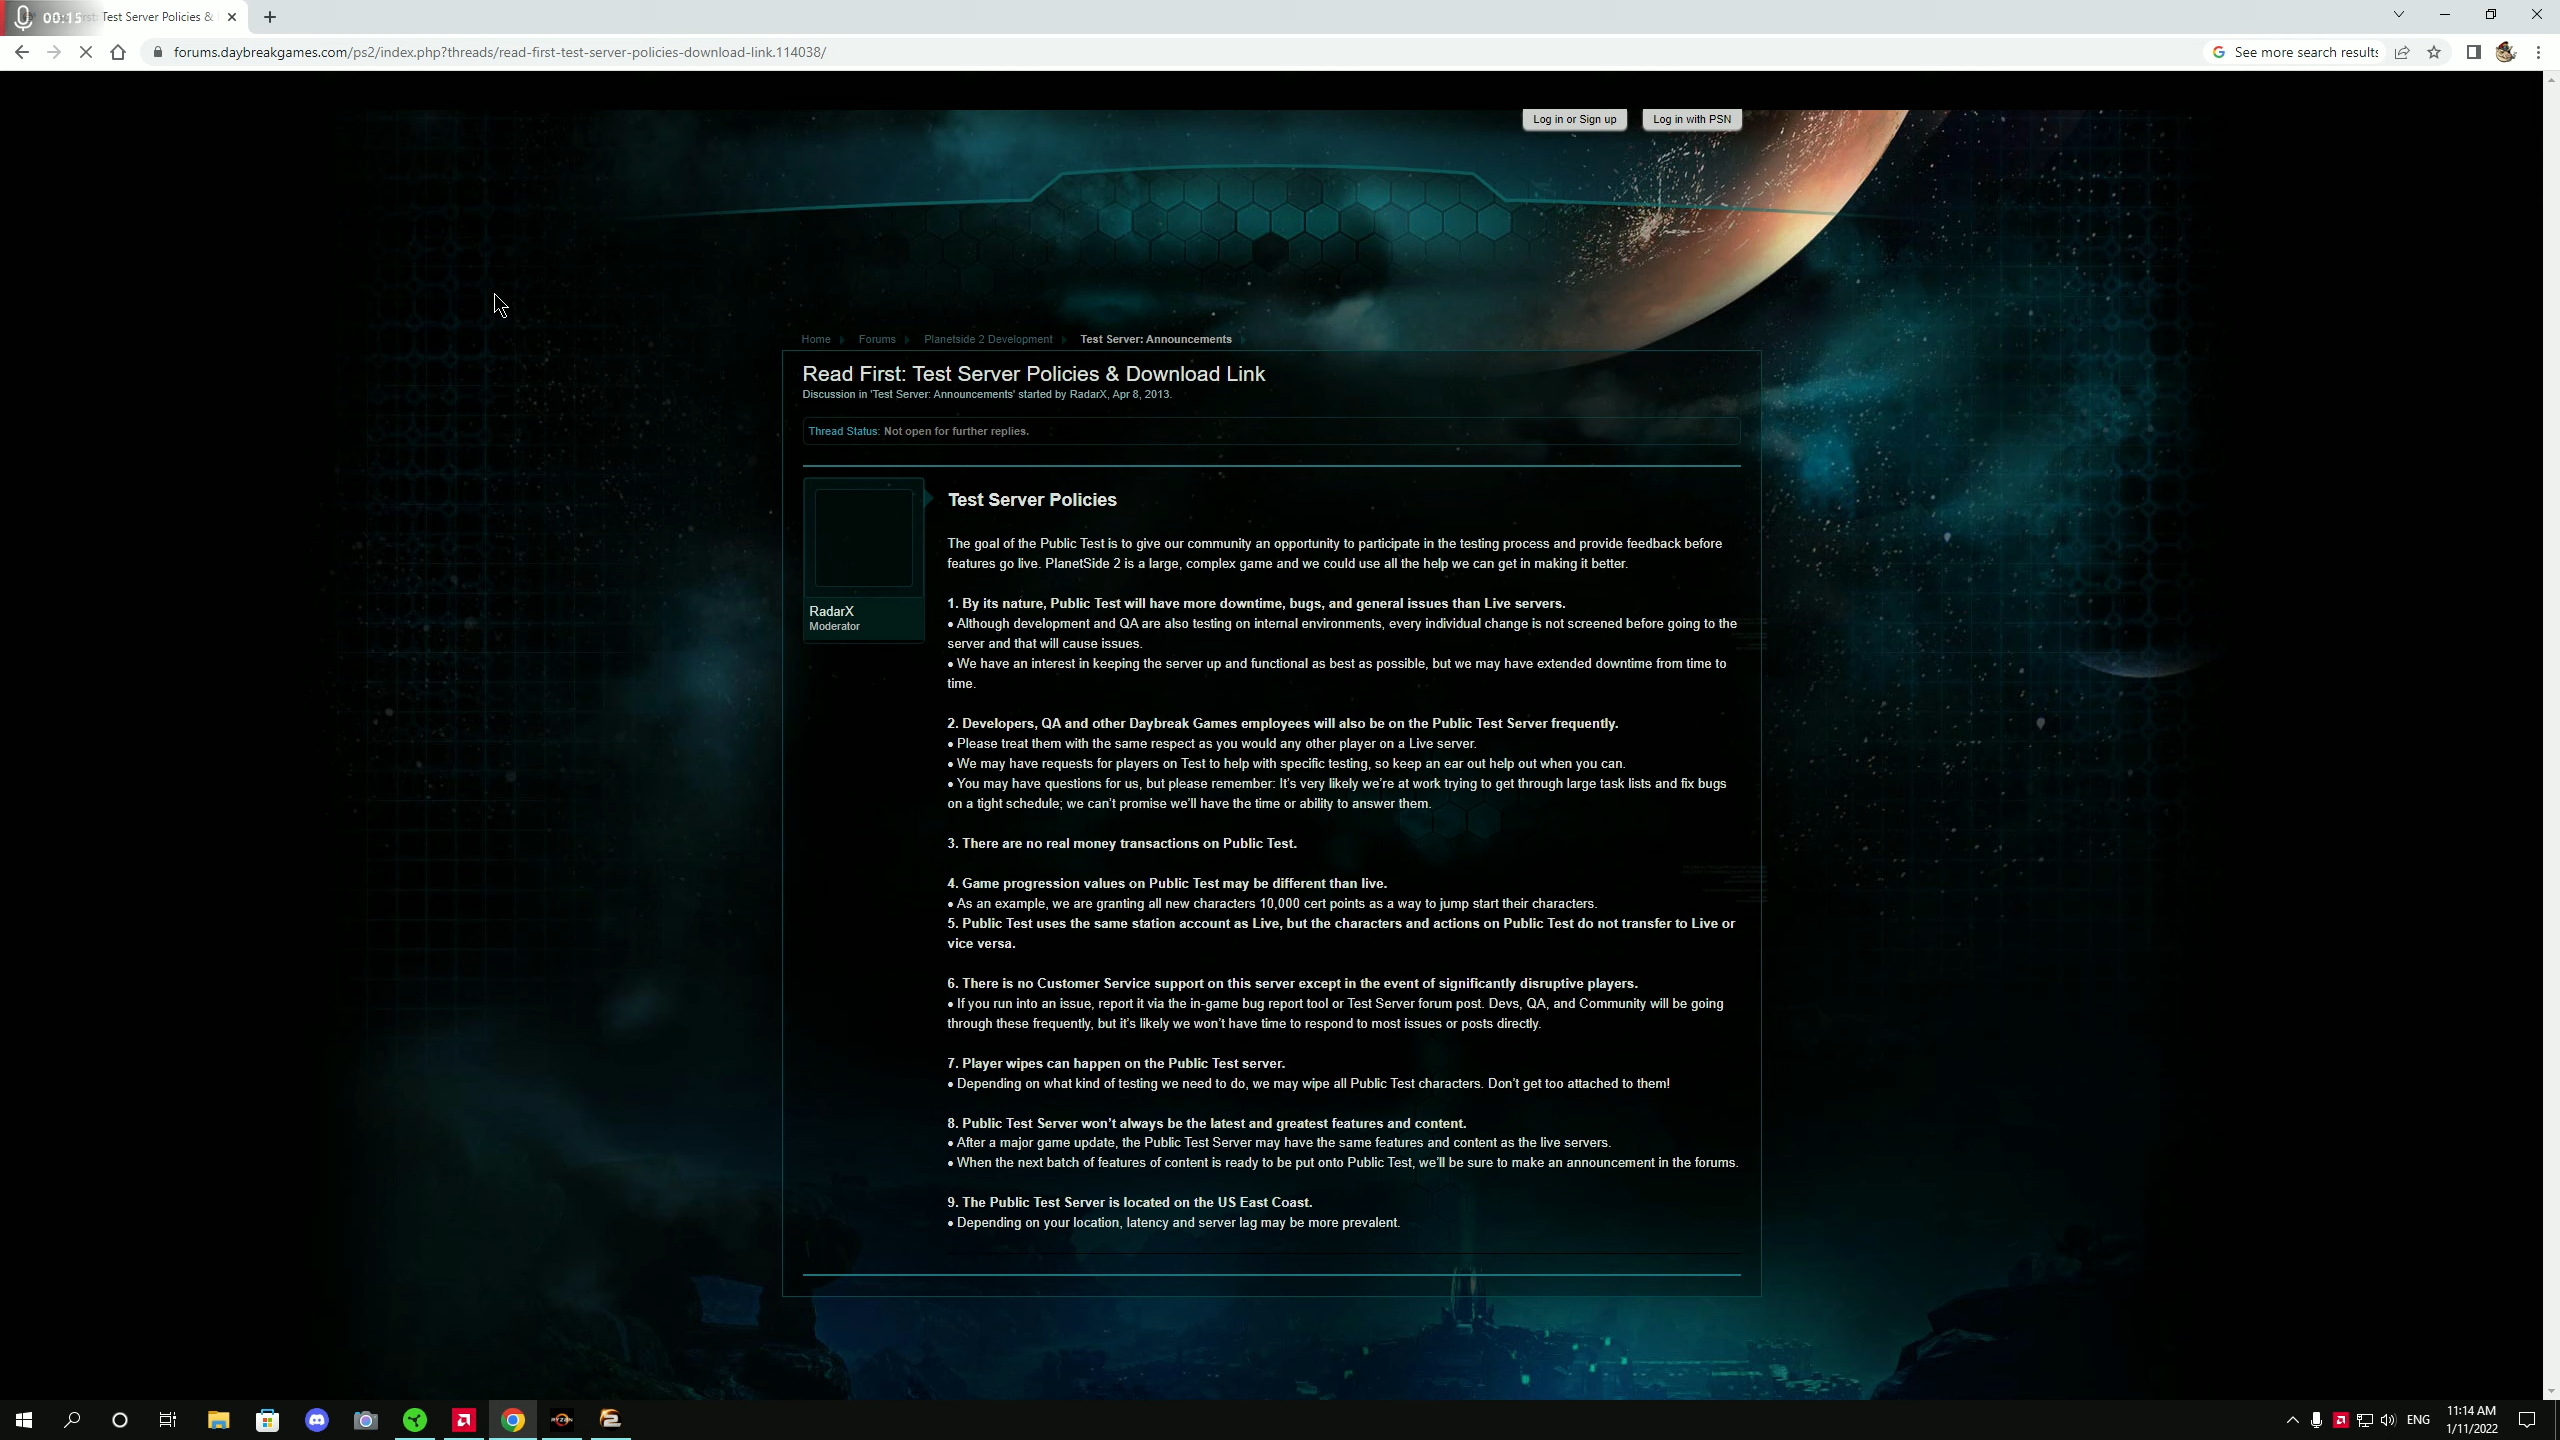 00:15
Test Server Policies &
forums.daybreakgames.com/ps2/index.php?threads/read-first-test-server-policies-download-link.114038/
See more search results
Log in or Sign up
Log in with PSN
Home
Forums
Planetside 2 Development
Test Server: Announcements
Read First: Test Server Policies & Download Link
Discussion in 'Test Server: Announcements' started by RadarX, Apr 8, 2013.
Thread Status: Not open for further replies.
RadarX
Moderator
Test Server Policies
The goal of the Public Test is to give our community an opportunity to participate in the testing process and provide feedback before
features go live. PlanetSide 2 is a large, complex game and we could use all the help we can get in making it better.
1. By its nature, Public Test will have more downtime, bugs, and general issues than Live servers.
• Although development and QA are also testing on internal environments, every individual change is not screened before going to the
server and that will cause issues.
• We have an interest in keeping the server up and functional as best as possible, but we may have extended downtime from time to
time.
2. Developers, QA and other Daybreak Games employees will also be on the Public Test Server frequently.
• Please treat them with the same respect as you would any other player on a Live server.
• We may have requests for players on Test to help with specific testing, so keep an ear out help out when you can.
• You may have questions for us, but please remember: It’s very likely we’re at work trying to get through large task lists and fix bugs
on a tight schedule; we can’t promise we’ll have the time or ability to answer them.
3. There are no real money transactions on Public Test.
4. Game progression values on Public Test may be different than live.
• As an example, we are granting all new characters 10,000 cert points as a way to jump start their characters.
5. Public Test uses the same station account as Live, but the characters and actions on Public Test do not transfer to Live or
vice versa.
6. There is no Customer Service support on this server except in the event of significantly disruptive players.
• If you run into an issue, report it via the in-game bug report tool or Test Server forum post. Devs, QA, and Community will be going
through these frequently, but it’s likely we won’t have time to respond to most issues or posts directly.
7. Player wipes can happen on the Public Test server.
• Depending on what kind of testing we need to do, we may wipe all Public Test characters. Don’t get too attached to them!
8. Public Test Server won’t always be the latest and greatest features and content.
• After a major game update, the Public Test Server may have the same features and content as the live servers.
• When the next batch of features of content is ready to be put onto Public Test, we’ll be sure to make an announcement in the forums.
9. The Public Test Server is located on the US East Coast.
• Depending on your location, latency and server lag may be more prevalent.
RYZEN
ENG
11:14 AM
1/11/2022